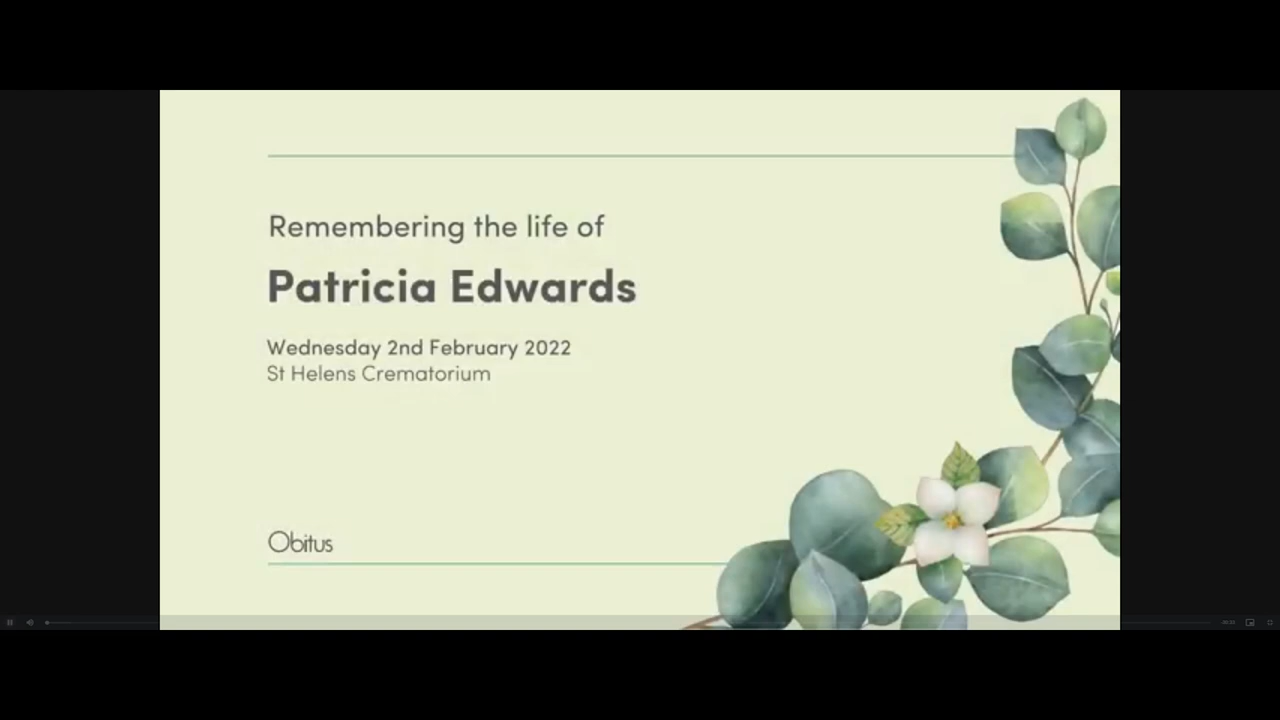 Remembering the life of
Patricia Edwards
Wednesday 2nd February 2022
St Helens Crematorium
Obitus